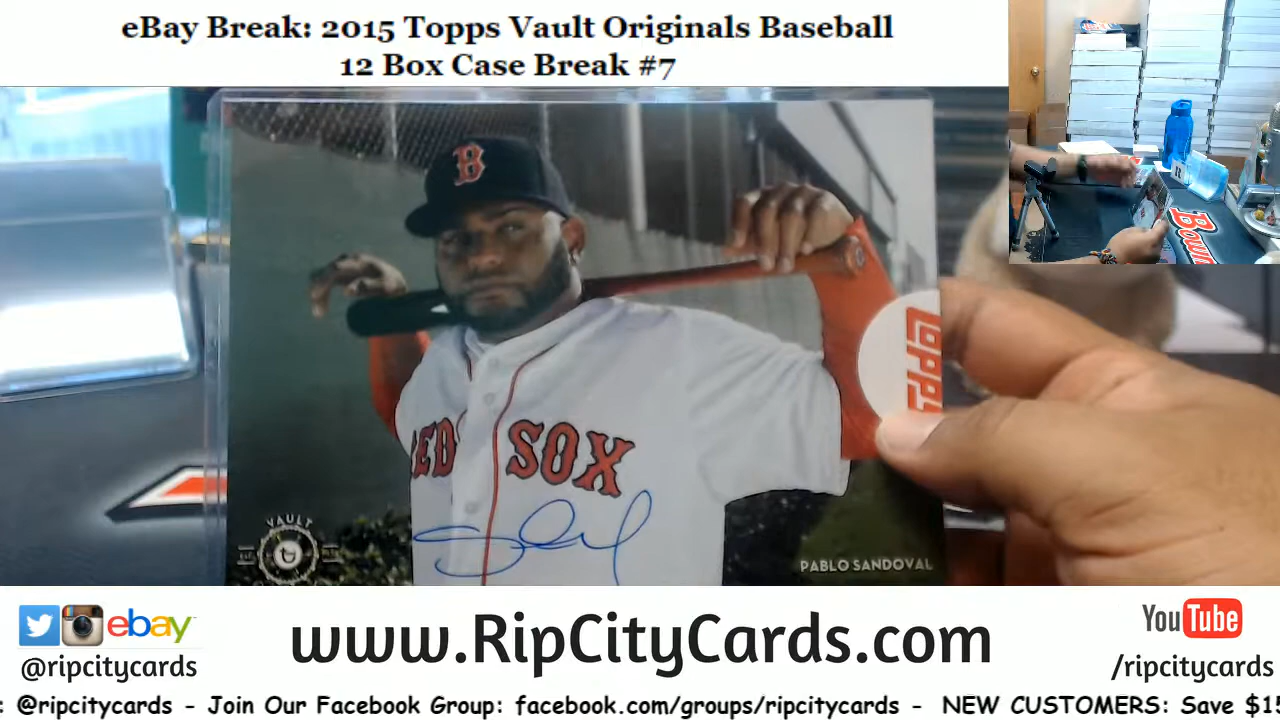 eBay Break: 2015 Topps Vault Originals Baseball
12 Box Case Break #7
B
RED SOX
VAULT
PABLO SANDOVAL
TOPPS
BOWM
ebay
@ripcitycards
www.RipCityCards.com
YouTube
/ripcitycards
: @ripcitycards - Join Our Facebook Group: facebook.com/groups/ripcitycards - NEW CUSTOMERS: Save $15